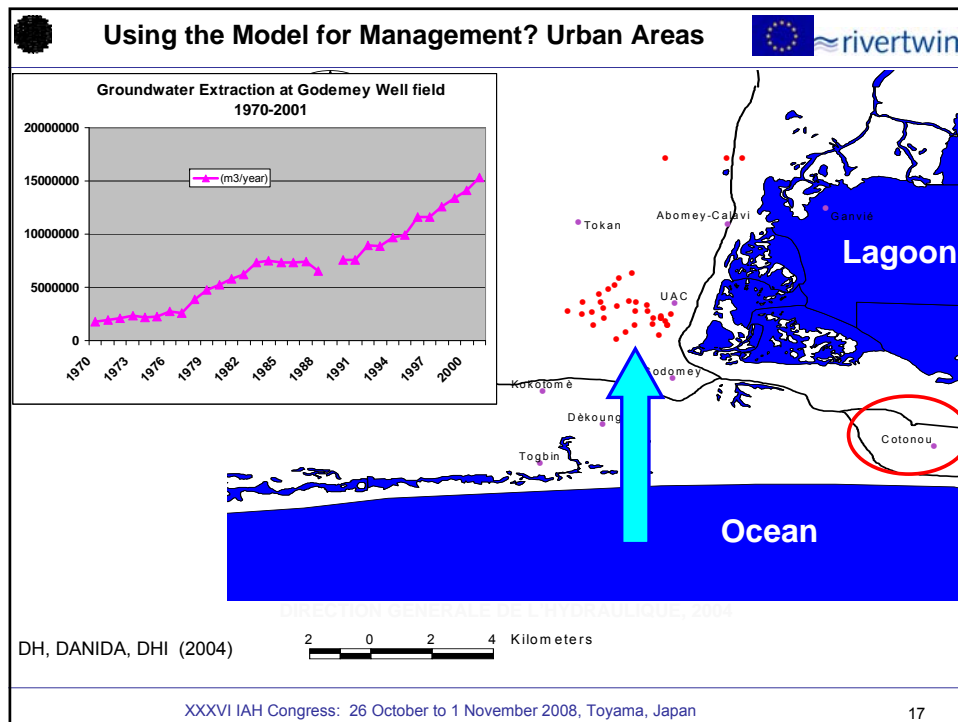 Using the Model for Management? Urban Areas
≈rivertwin
Groundwater Extraction at Godemey Well field
1970-2001
20000000
15000000
10000000
5000000
0
(m3/year)
1970
1973
1976
1979
1982
1985
1988
1991
1994
1997
2000
Tokan
Abomey-Calavi
Ganvié
Lagoon
UAC
Godomey
Kokotomè
Dèkoung
Cotonou
Togbin
Ocean
DIRECTION GENERALE DE L'HYDRAULIQUE, 2004
DH, DANIDA, DHI (2004)
2 0 2 4 Kilometers
XXXVI IAH Congress: 26 October to 1 November 2008, Toyama, Japan
17